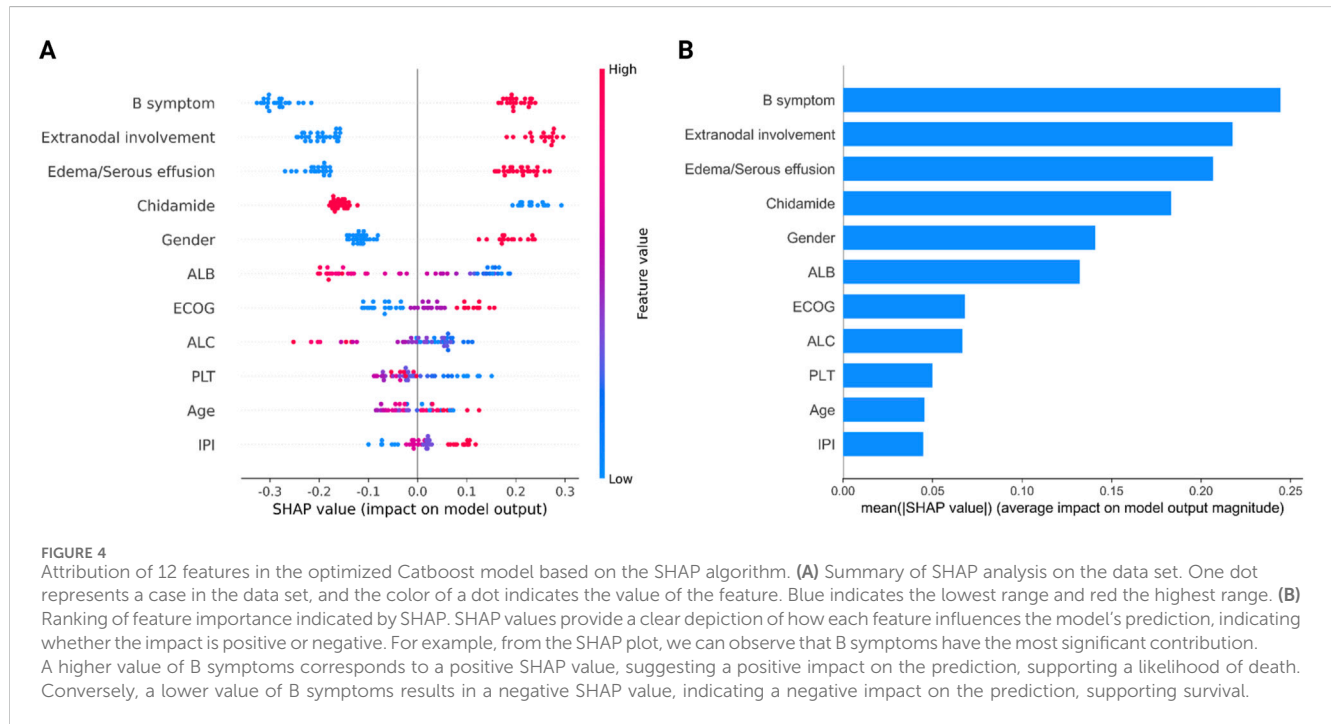 A
High
B symptom
Extranodal involvement
Edema/Serous effusion
Chidamide
Gender
ALB
ECOG
ALC
PLT
Age
IPI
Feature value
Low
-0.3 -0.2 -0.1 0.0 0.1 0.2 0.3
SHAP value (impact on model output)
B
B symptom
Extranodal involvement
Edema/Serous effusion
Chidamide
Gender
ALB
ECOG
ALC
PLT
Age
IPI
0.00 0.05 0.10 0.15 0.20 0.25
mean(|SHAP value|) (average impact on model output magnitude)
FIGURE 4
Attribution of 12 features in the optimized Catboost model based on the SHAP algorithm. (A) Summary of SHAP analysis on the data set. One dot
represents a case in the data set, and the color of a dot indicates the value of the feature. Blue indicates the lowest range and red the highest range. (B)
Ranking of feature importance indicated by SHAP. SHAP values provide a clear depiction of how each feature influences the model's prediction, indicating
whether the impact is positive or negative. For example, from the SHAP plot, we can observe that B symptoms have the most significant contribution.
A higher value of B symptoms corresponds to a positive SHAP value, suggesting a positive impact on the prediction, supporting a likelihood of death.
Conversely, a lower value of B symptoms results in a negative SHAP value, indicating a negative impact on the prediction, supporting survival.